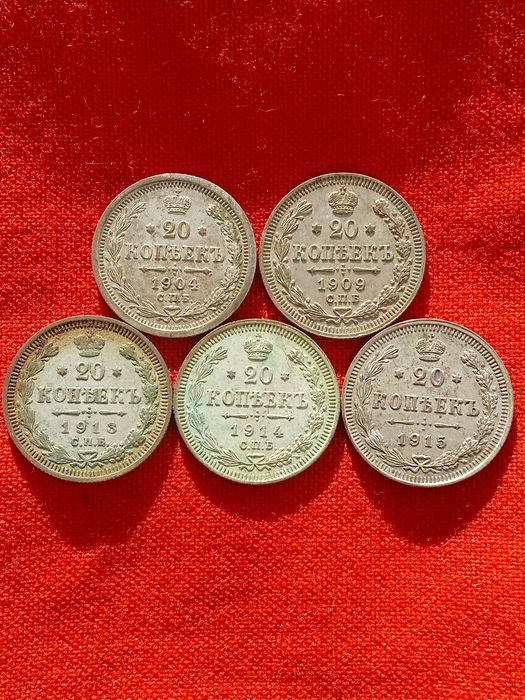 * 20 *
КОПѢЕКЪ
1904
С.П.Б.
* 20 *
КОПѢЕКЪ
1909
С.П.Б.
* 20 *
КОПѢЕКЪ
1913
С.П.Б.
* 20 *
КОПѢЕКЪ
1914
С.П.Б.
* 20 *
КОПѢЕКЪ
1915